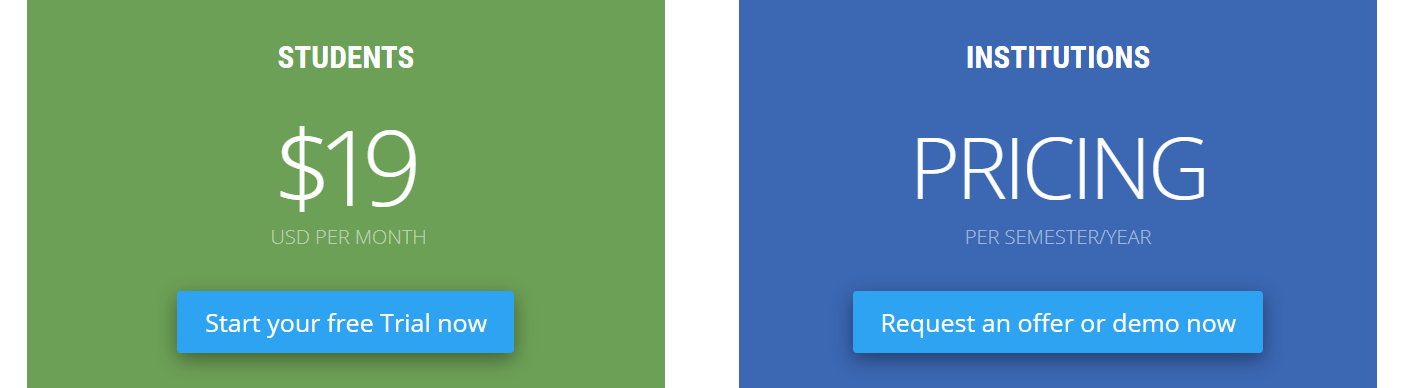 STUDENTS
$19
USD PER MONTH
Start your free Trial now
INSTITUTIONS
PRICING
PER SEMESTER/YEAR
Request an offer or demo now